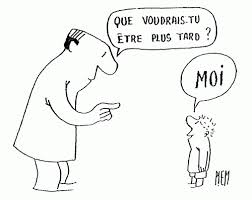 QUE VOUDRAIS-TU
ÊTRE PLUS TARD ?
MOI
MEM